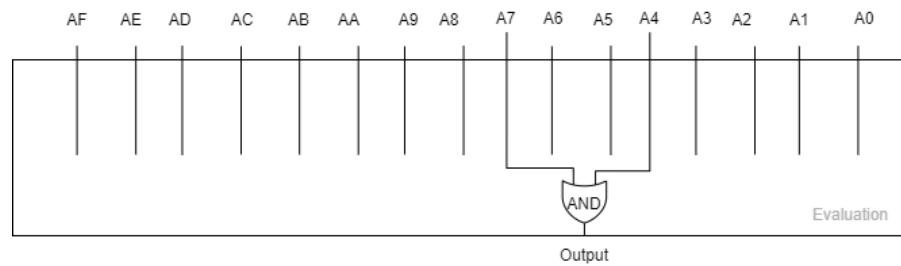 AF AE AD AC AB AA A9 A8 A7 A6 A5 A4 A3 A2 A1 A0
AND
Evaluation
Output